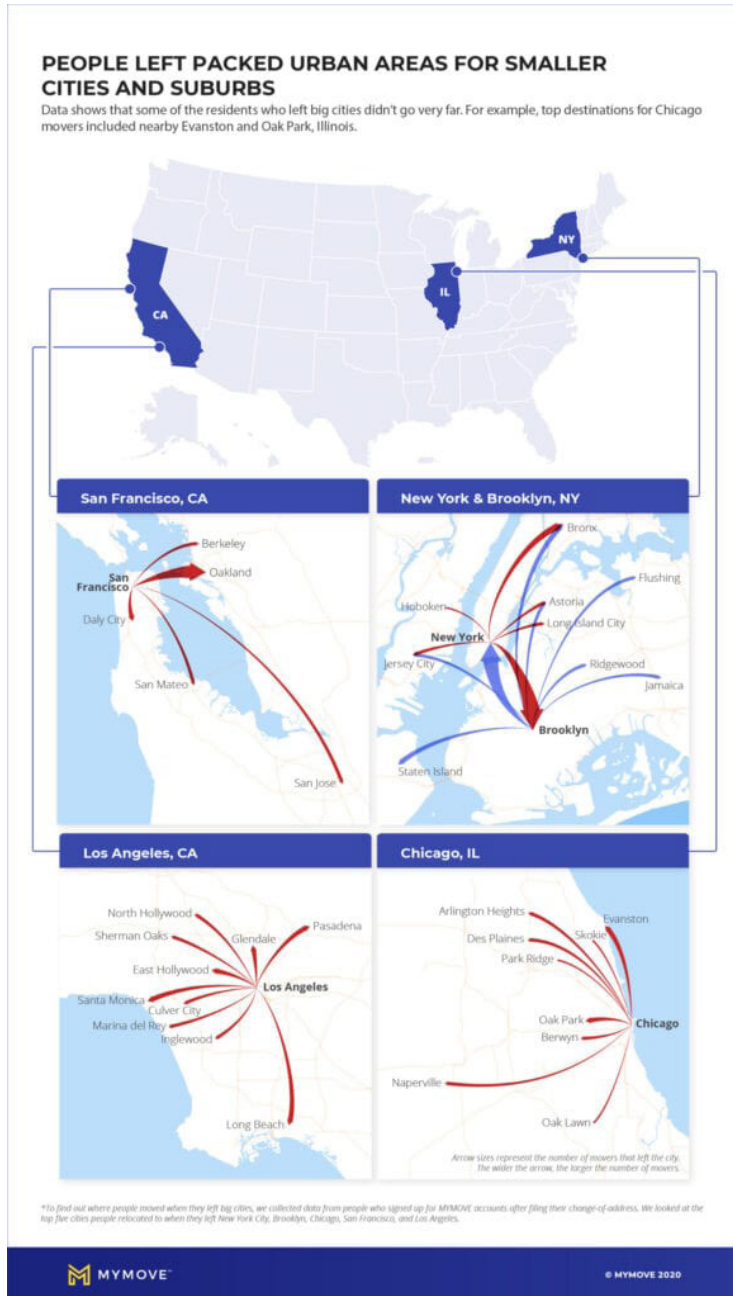 PEOPLE LEFT PACKED URBAN AREAS FOR SMALLER
CITIES AND SUBURBS
Data shows that some of the residents who left big cities didn't go very far. For example, top destinations for Chicago
movers included nearby Evanston and Oak Park, Illinois.
NY
IL
CA
San Francisco, CA
Berkeley
Oakland
San
Francisco
Daly City
San Mateo
San Jose
New York & Brooklyn, NY
Bronx
Flushing
Hoboken
Astoria
Long Island City
New York
Jersey City
Ridgewood
Jamaica
Brooklyn
Staten Island
Los Angeles, CA
North Hollywood
Pasadena
Sherman Oaks
Glendale
East Hollywood
Los Angeles
Santa Monica
Culver City
Marina del Rey
Inglewood
Long Beach
Chicago, IL
Arlington Heights
Evanston
Des Plaines
Skokie
Park Ridge
Oak Park
Chicago
Berwyn
Naperville
Oak Lawn
Arrow sizes represent the number of movers that left the city.
The wider the arrow, the larger the number of movers.
*To find out where people moved when they left big cities, we collected data from people who signed up for MYMOVE accounts after filing their change-of-address. We looked at the
top five cities people relocated to when they left New York City, Brooklyn, Chicago, San Francisco, and Los Angeles.
MYMOVE™
© MYMOVE 2020